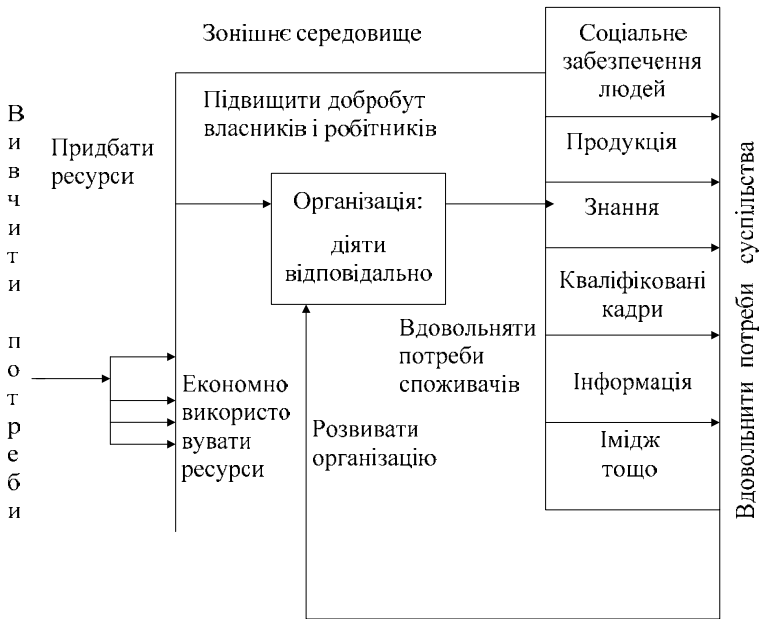 Зонішнє середовище
Вивчити потреби
Придбати
ресурси
Підвищити добробут
власників і робітників
Організація:
діяти
відповідально
Економно
використо
вувати
ресурси
Розвивати
організацію
Вдовольняти
потреби
споживачів
Соціальне
забезпечення
людей
Продукція
Знання
Кваліфіковані
кадри
Інформація
Імідж
тощо
Вдовольнити потреби суспільства